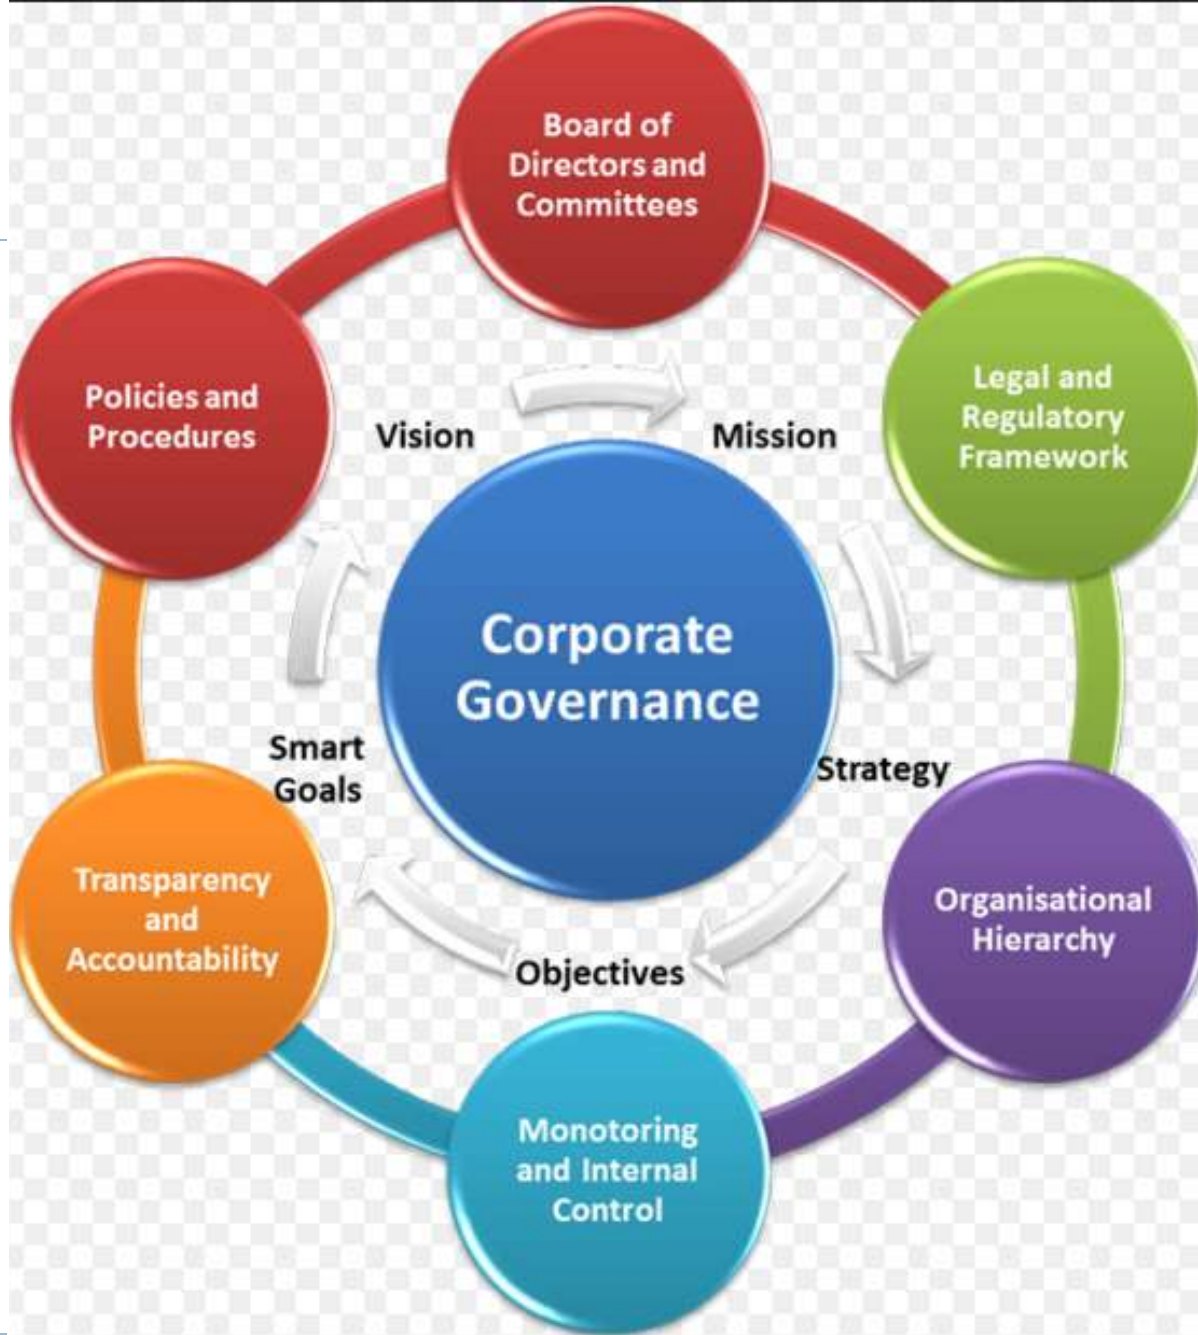 Board of
Directors and
Committees
Policies and
Procedures
Legal and
Regulatory
Framework
Vision
Mission
Corporate
Governance
Smart
Goals
Strategy
Transparency
and
Accountability
Organisational
Hierarchy
Objectives
Monotoring
and Internal
Control